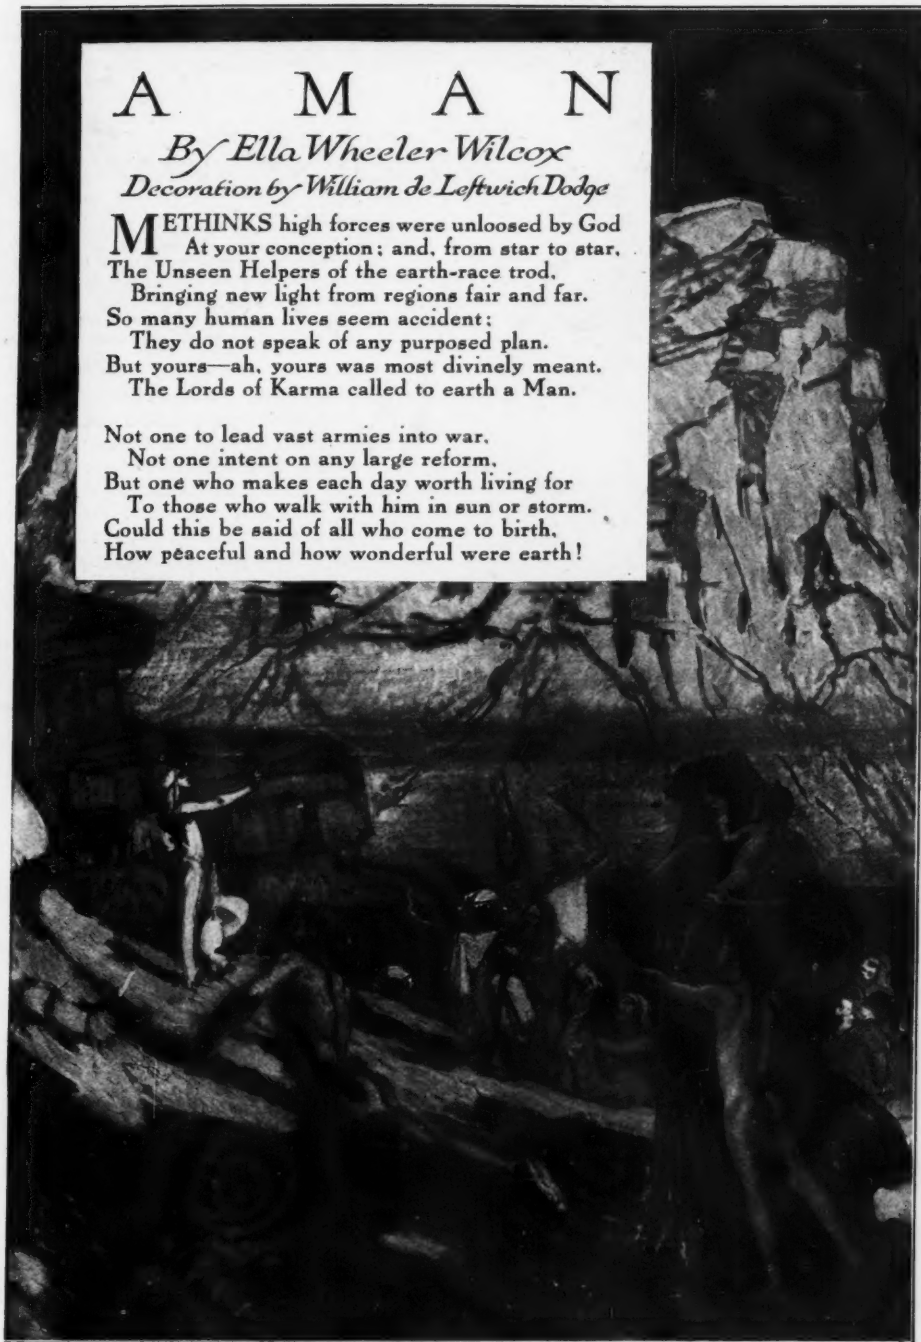 A MAN
By Ella Wheeler Wilcox
Decoration by William de Leftwich Dodge
METHINKS high forces were unloosed by God
At your conception; and, from star to star,
The Unseen Helpers of the earth-race trod,
Bringing new light from regions fair and far.
So many human lives seem accident;
They do not speak of any purposed plan.
But yours—ah, yours was most divinely meant.
The Lords of Karma called to earth a Man.

Not one to lead vast armies into war,
Not one intent on any large reform,
But one who makes each day worth living for
To those who walk with him in sun or storm.
Could this be said of all who come to birth,
How peaceful and how wonderful were earth!